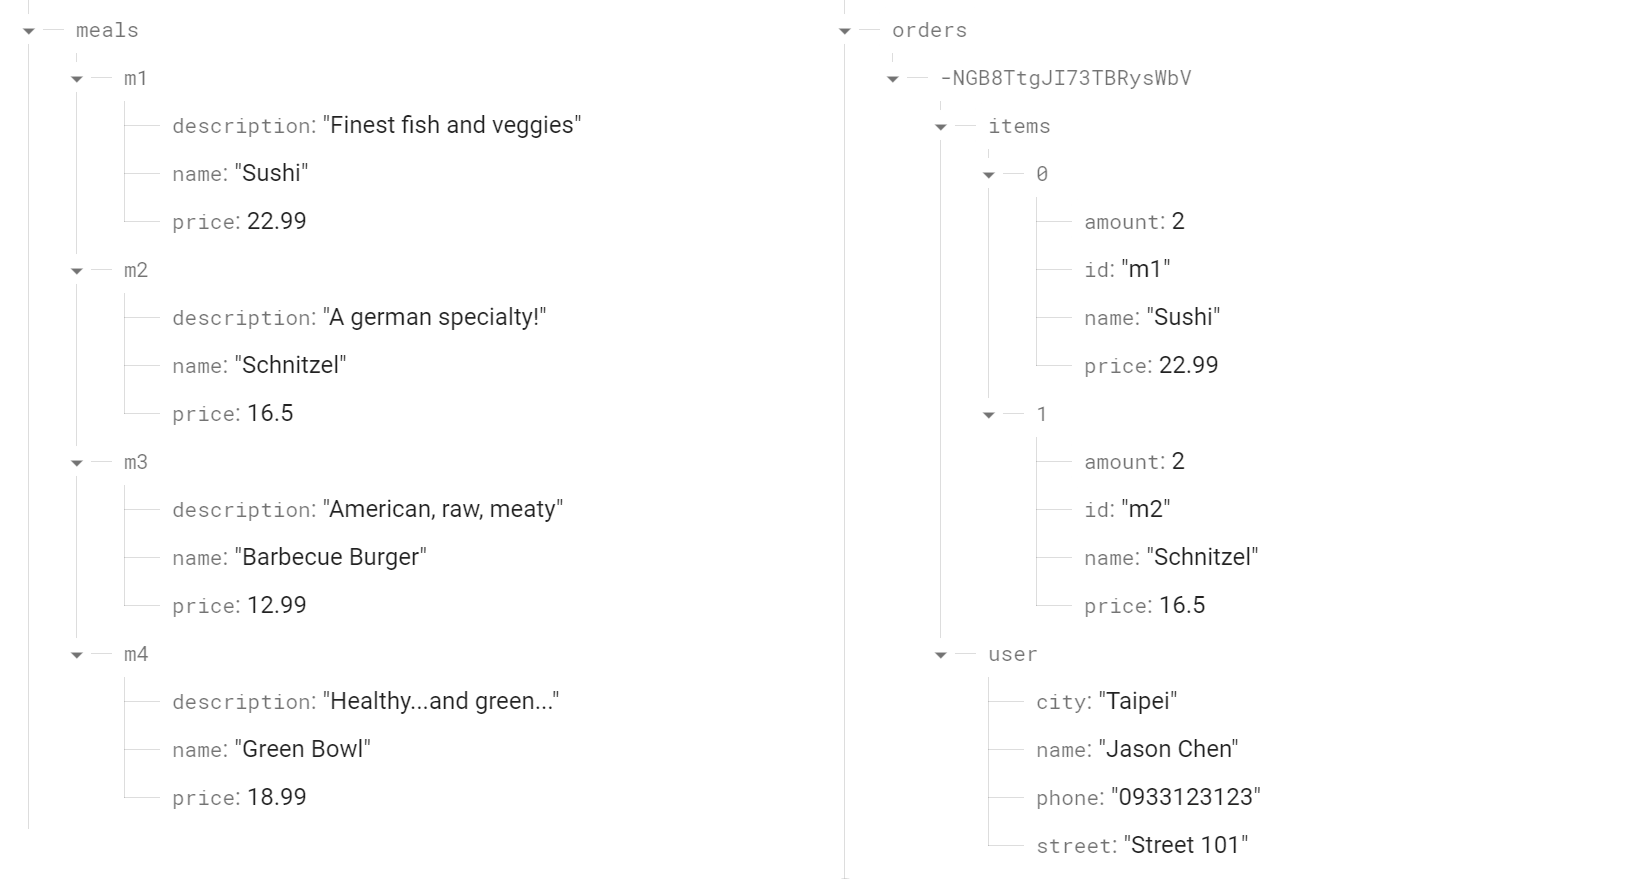 meals
m1
description: "Finest fish and veggies"
name: "Sushi"
price: 22.99
m2
description: "A german specialty!"
name: "Schnitzel"
price: 16.5
m3
description: "American, raw, meaty"
name: "Barbecue Burger"
price: 12.99
m4
description: "Healthy...and green..."
name: "Green Bowl"
price: 18.99
orders
-NGB8TtgJI73TBRysWbV
items
0
amount: 2
id: "m1"
name: "Sushi"
price: 22.99
1
amount: 2
id: "m2"
name: "Schnitzel"
price: 16.5
user
city: "Taipei"
name: "Jason Chen"
phone: "0933123123"
street: "Street 101"